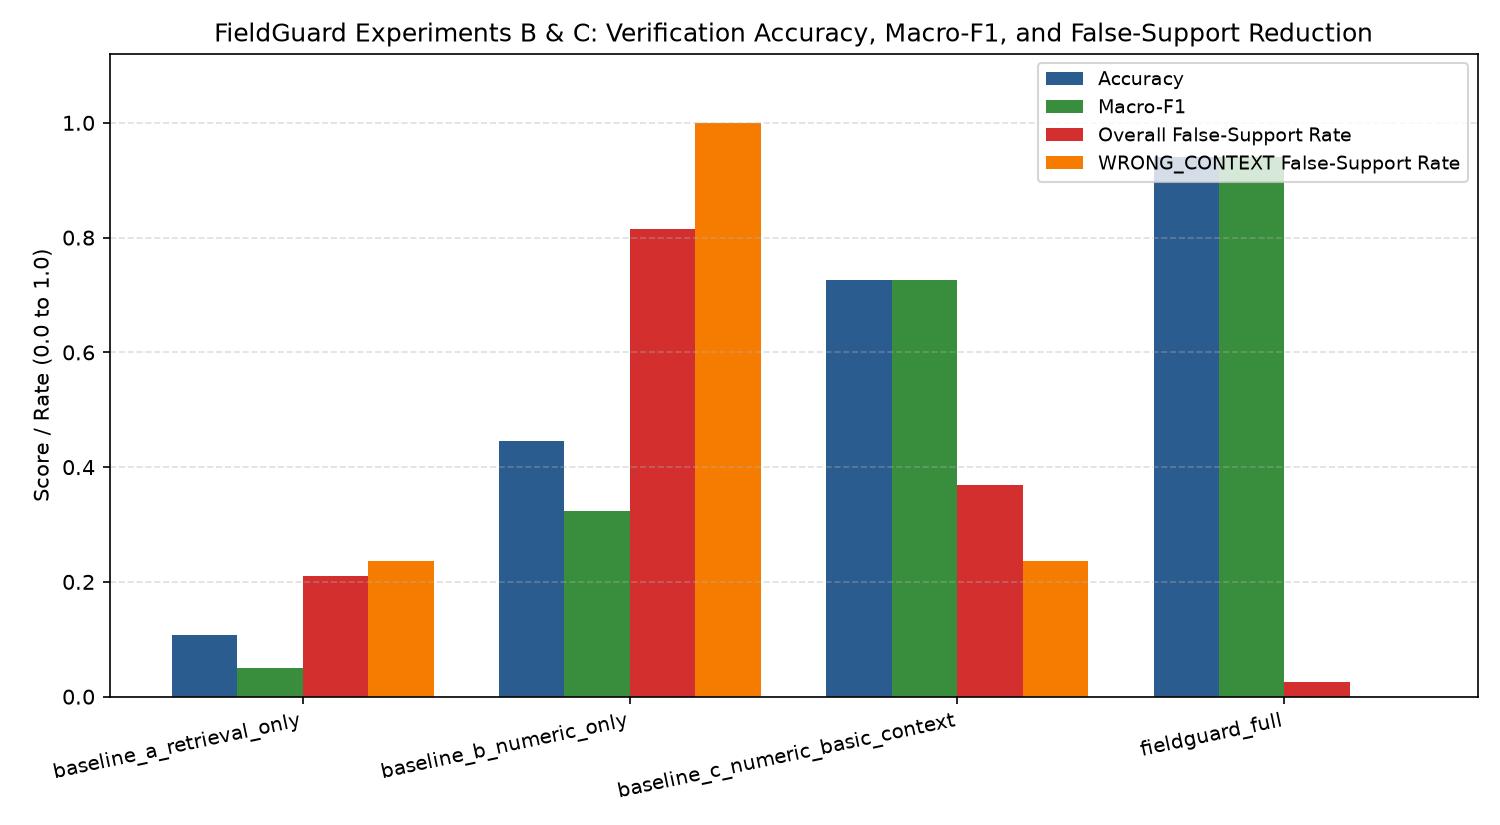 FieldGuard Experiments B & C: Verification Accuracy, Macro-F1, and False-Support Reduction
Accuracy
Macro-F1
Overall False-Support Rate
WRONG_CONTEXT False-Support Rate
Score / Rate (0.0 to 1.0)
1.0
0.8
0.6
0.4
0.2
0.0
baseline_a_retrieval_only
baseline_b_numeric_only
baseline_c_numeric_basic_context
fieldguard_full